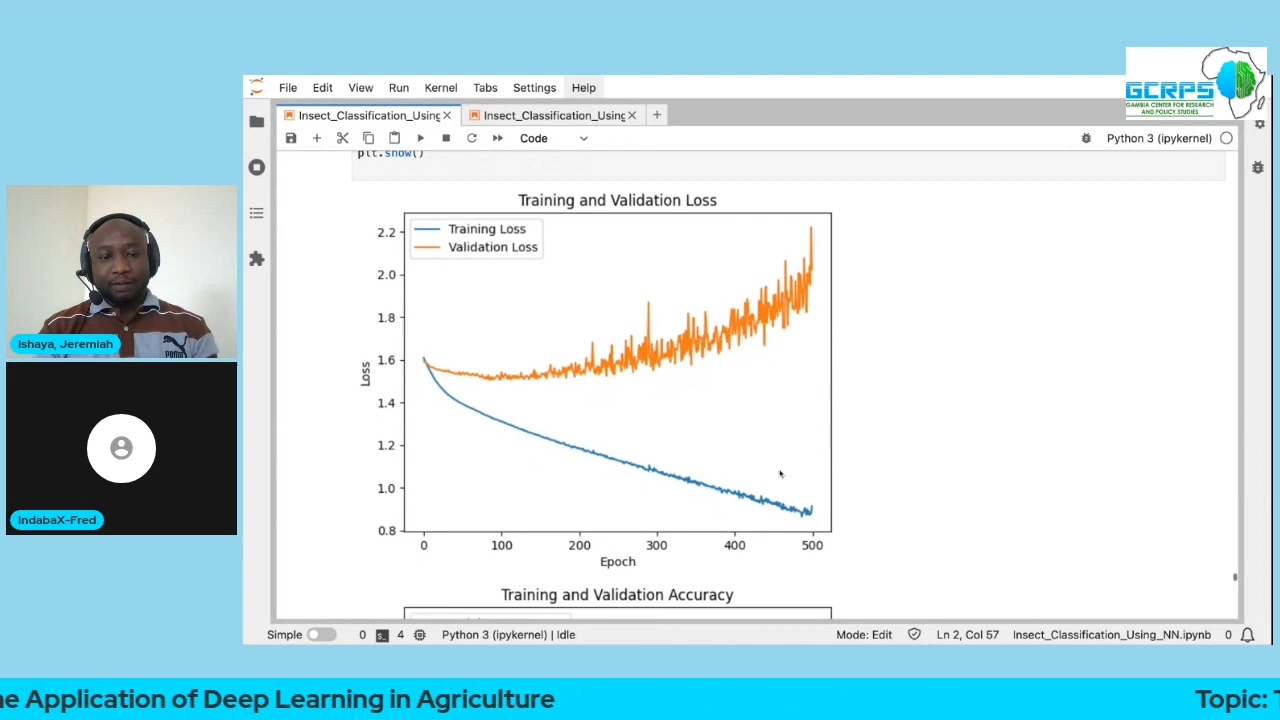 GCRPS
GAMBIA CENTER FOR RESEARCH
AND POLICY STUDIES
File Edit View Run Kernel Tabs Settings Help
Insect_Classification_Using
Insect_Classification_Using
Code
Python 3 (ipykernel)
plt.show()
Training and Validation Loss
Training Loss
Validation Loss
2.2
2.0
1.8
1.6
1.4
1.2
1.0
0.8
Loss
0 100 200 300 400 500
Epoch
Training and Validation Accuracy
Ishaya, Jeremiah
PUMA
IndabaX-Fred
Simple 0 4 Python 3 (ipykernel) | Idle Mode: Edit Ln 2, Col 57 Insect_Classification_Using_NN.ipynb 0
he Application of Deep Learning in Agriculture
Topic: T